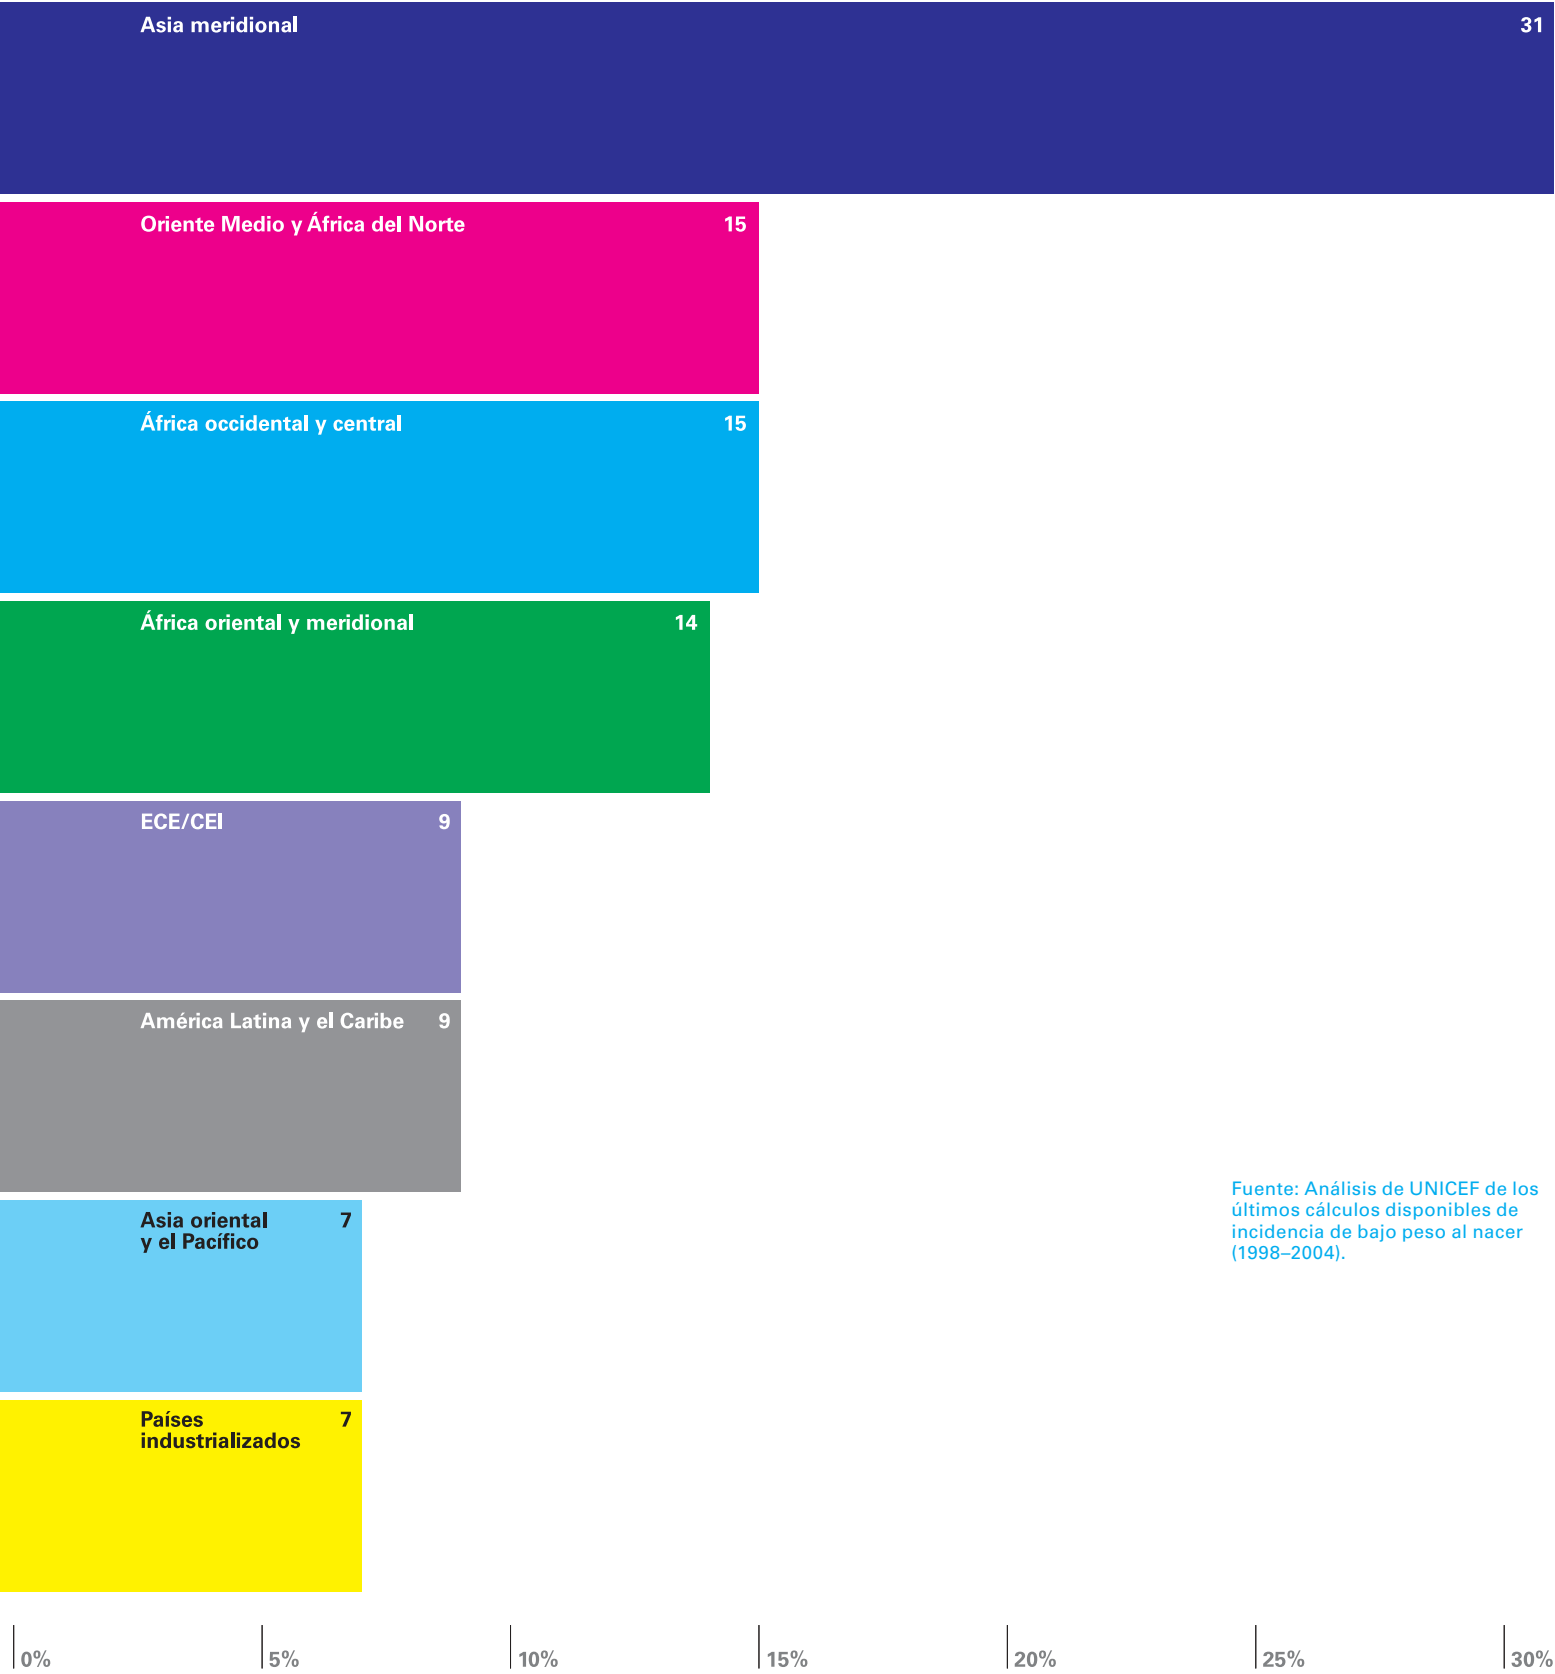 Asia meridional 31
Oriente Medio y África del Norte 15
África occidental y central 15
África oriental y meridional 14
ECE/CEI 9
América Latina y el Caribe 9
Asia oriental 7
y el Pacífico
Países 7
industrializados
Fuente: Análisis de UNICEF de los
últimos cálculos disponibles de
incidencia de bajo peso al nacer
(1998–2004).
0% 5% 10% 15% 20% 25% 30%